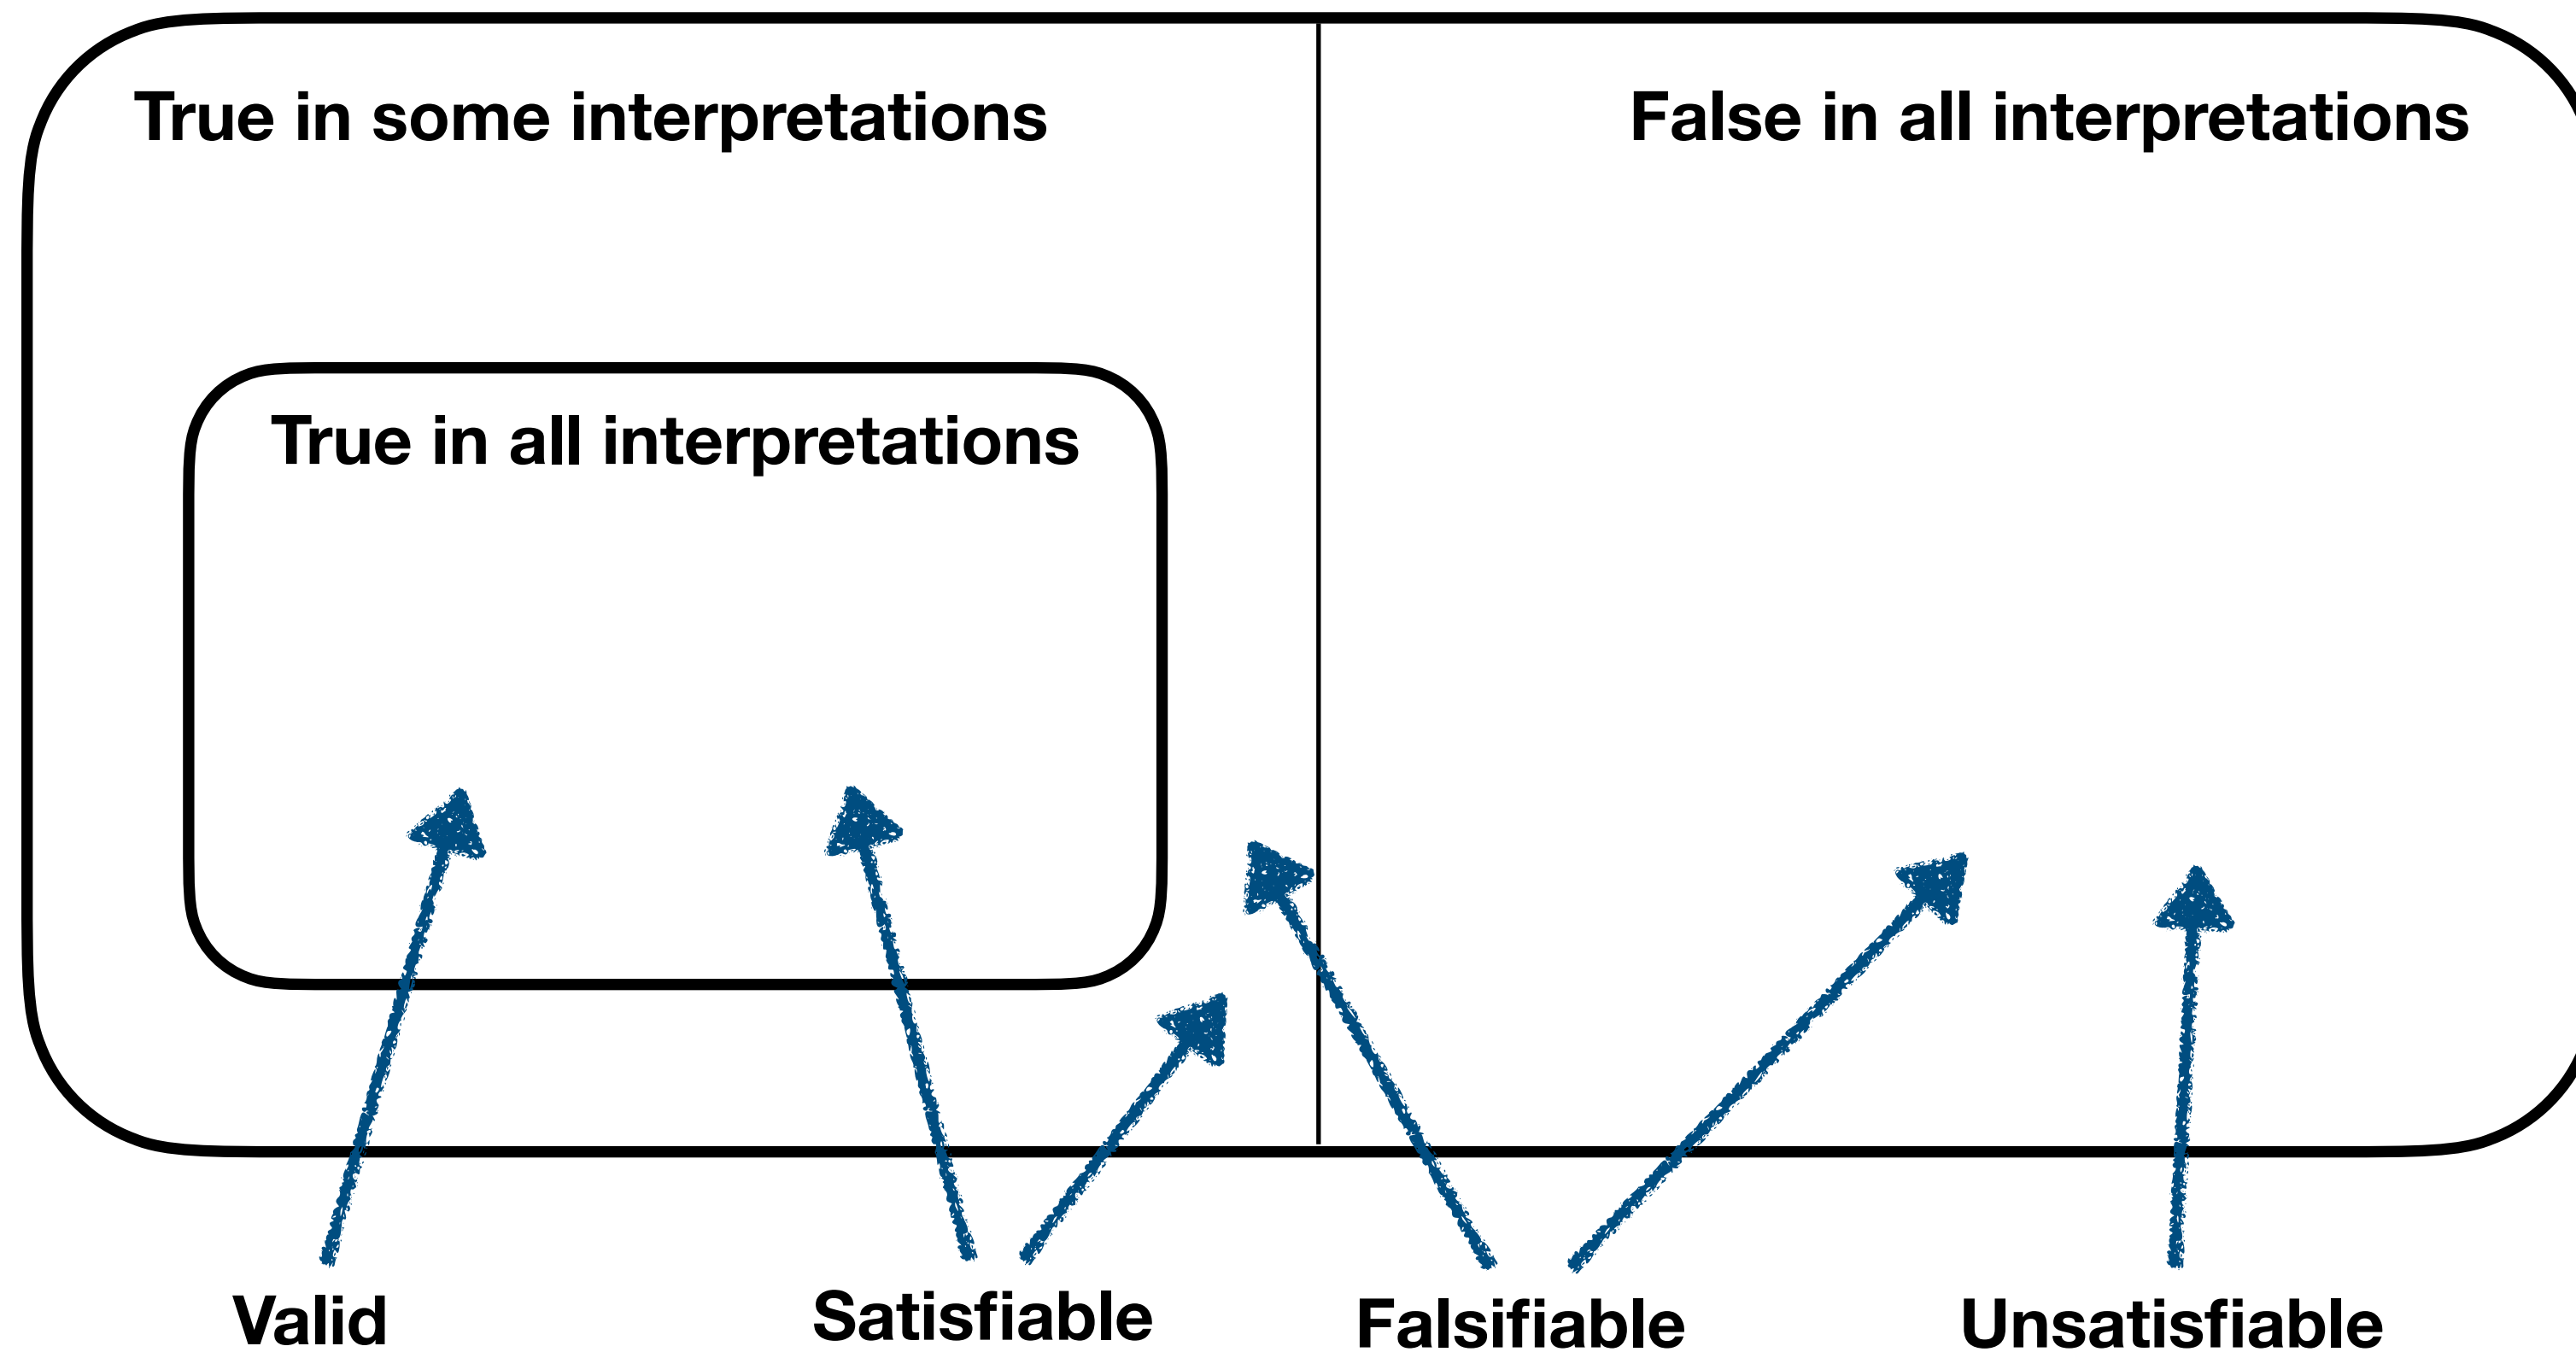 True in some interpretations
False in all interpretations
True in all interpretations
Valid
Satisfiable
Falsifiable
Unsatisfiable